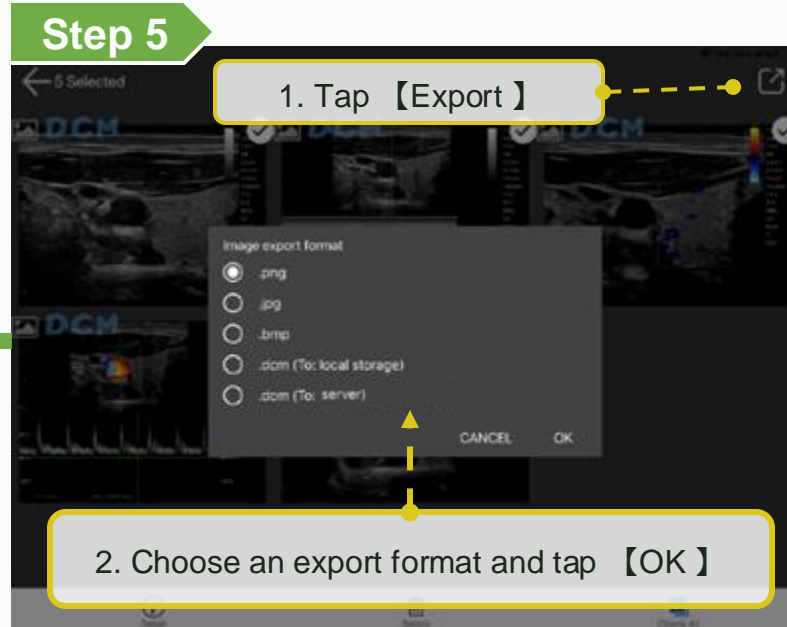 Step 5
5 Selected
1. Tap 【Export 】
DCM
DCM
DCM
Image export format
.png
.jpg
.bmp
.dcm (To: local storage)
.dcm (To: server)
DCM
CANCEL OK
2. Choose an export format and tap 【OK 】